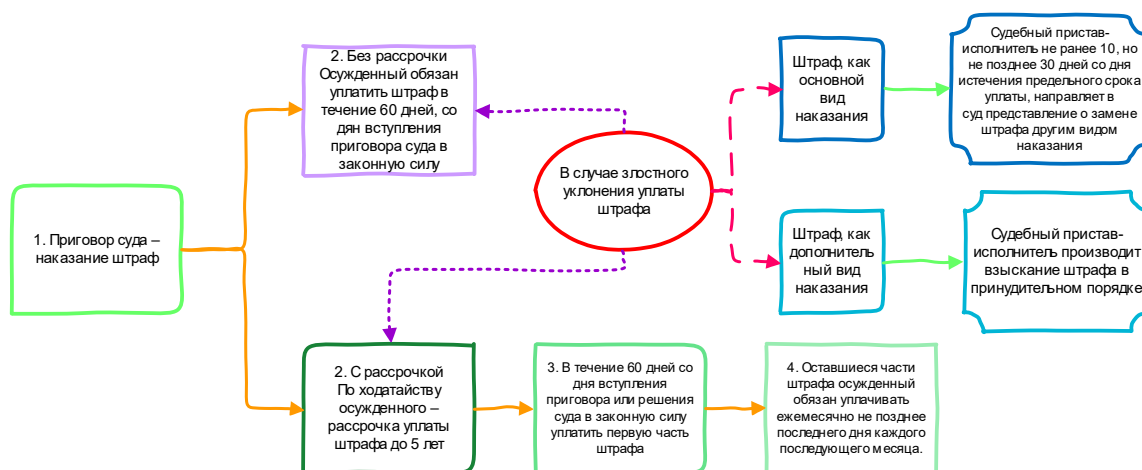 1. Приговор суда –
наказание штраф
2. Без рассрочки
Осужденный обязан
уплатить штраф в
течение 60 дней, со
дян вступления
приговора суда в
законную силу
2. С рассрочкой
По ходатайству
осужденного –
рассрочка уплаты
штрафа до 5 лет
3. В течение 60 дней со
дня вступления
приговора или решения
суда в законную силу
уплатить первую часть
штрафа
4. Оставшиеся части
штрафа осужденный
обязан уплачивать
ежемесячно не позднее
последнего дня каждого
последующего месяца.
В случае злостного
уклонения уплаты
штрафа
Штраф, как
основной
вид
наказания
Судебный пристав-
исполнитель не ранее 10, но
не позднее 30 дней со дня
истечения предельного срока
уплаты, направляет в
суд представление о замене
штрафа другим видом
наказания
Штраф, как
дополнитель
ный вид
наказания
Судебный пристав-
исполнитель производит
взыскание штрафа в
принудительном порядке